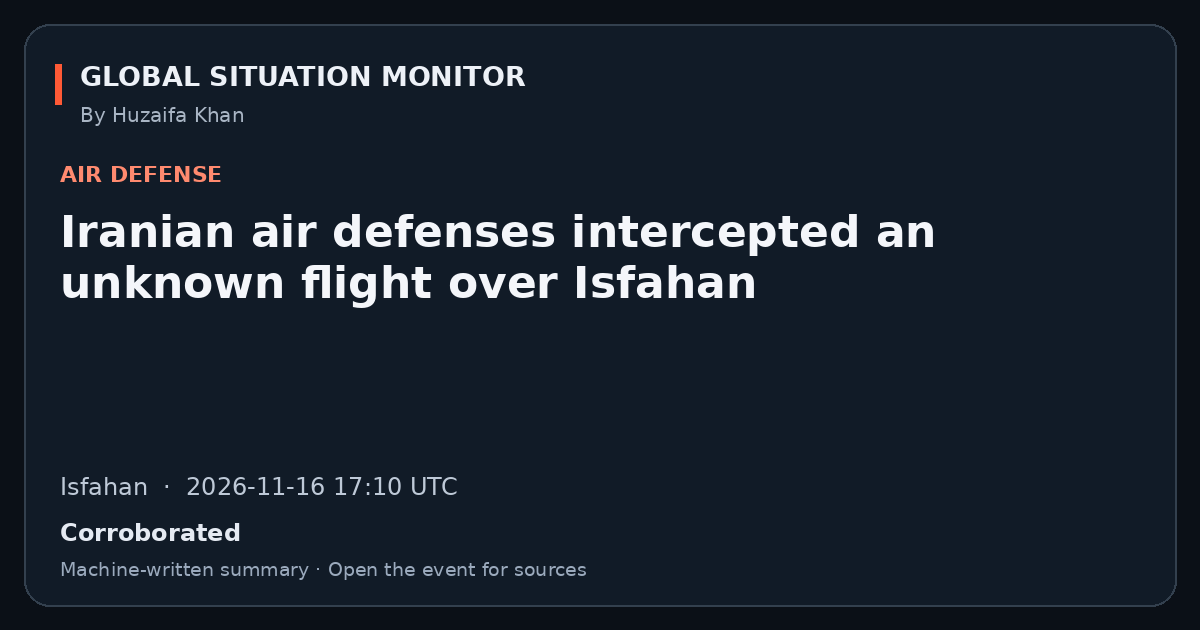 GLOBAL SITUATION MONITOR
By Huzaifa Khan
AIR DEFENSE
Iranian air defenses intercepted an
unknown flight over Isfahan
Isfahan · 2026-11-16 17:10 UTC
Corroborated
Machine-written summary · Open the event for sources